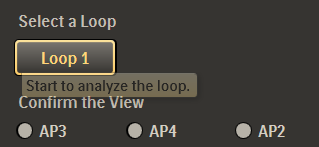 Select a Loop
Loop 1
Start to analyze the loop.
Confirm the View
AP3 AP4 AP2